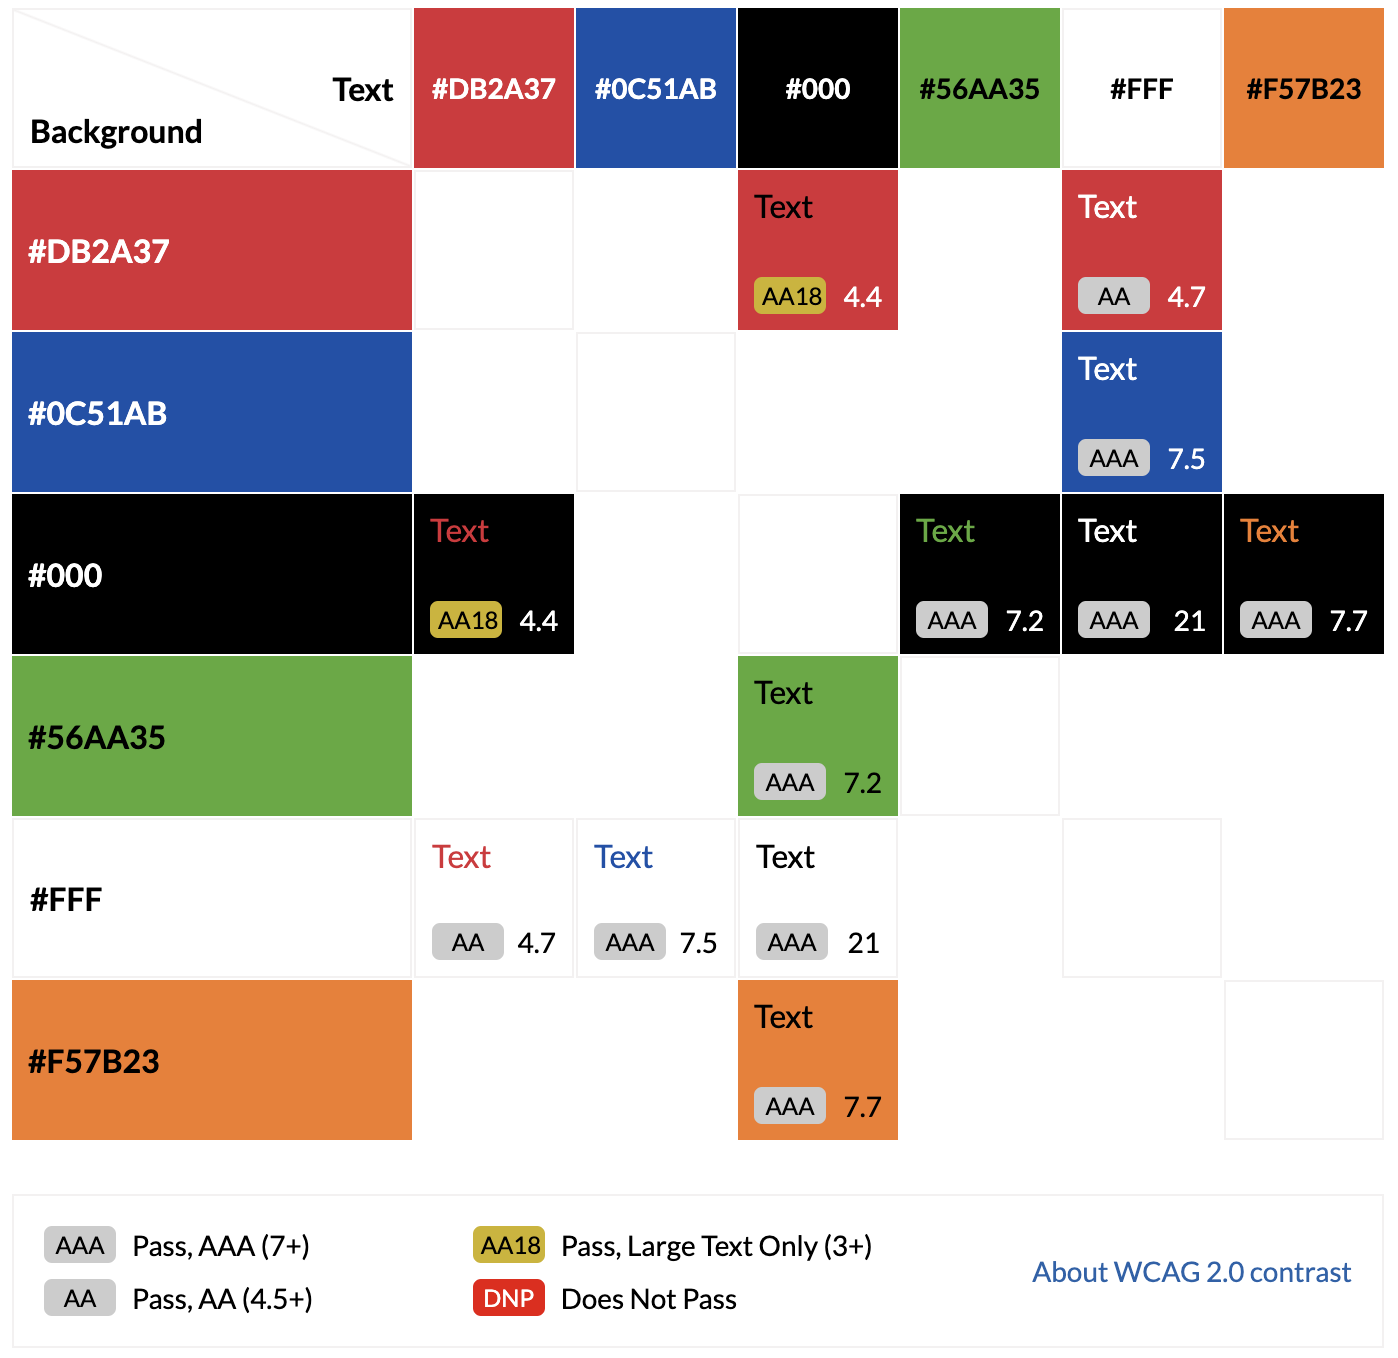 Text
Background
#DB2A37 #0C51AB #000 #56AA35 #FFF #F57B23
#DB2A37
Text Text
AA18 4.4 AA 4.7
#0C51AB
Text
AAA 7.5
#000
Text Text Text Text
AA18 4.4 AAA 7.2 AAA 21 AAA 7.7
#56AA35
Text
AAA 7.2
#FFF
Text Text Text
AA 4.7 AAA 7.5 AAA 21
#F57B23
Text
AAA 7.7
AAA Pass, AAA (7+) AA18 Pass, Large Text Only (3+)
About WCAG 2.0 contrast
AA Pass, AA (4.5+) DNP Does Not Pass